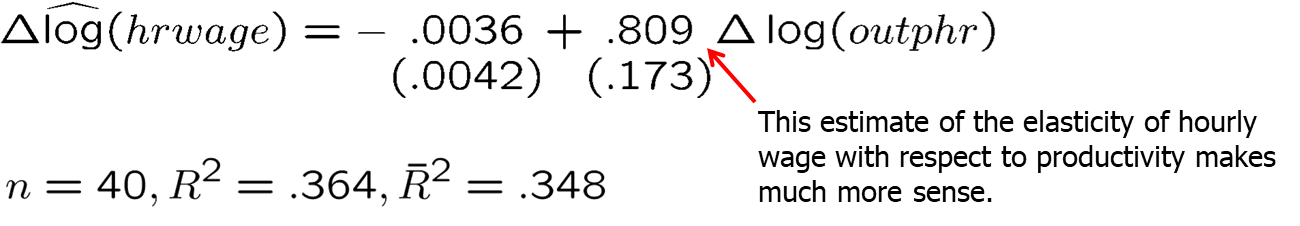 Δloĝ(hrwage) = − .0036 + .809 Δ log(outphr)
(.0042) (.173)
This estimate of the elasticity of hourly
wage with respect to productivity makes
much more sense.
n = 40, R² = .364, R̄² = .348